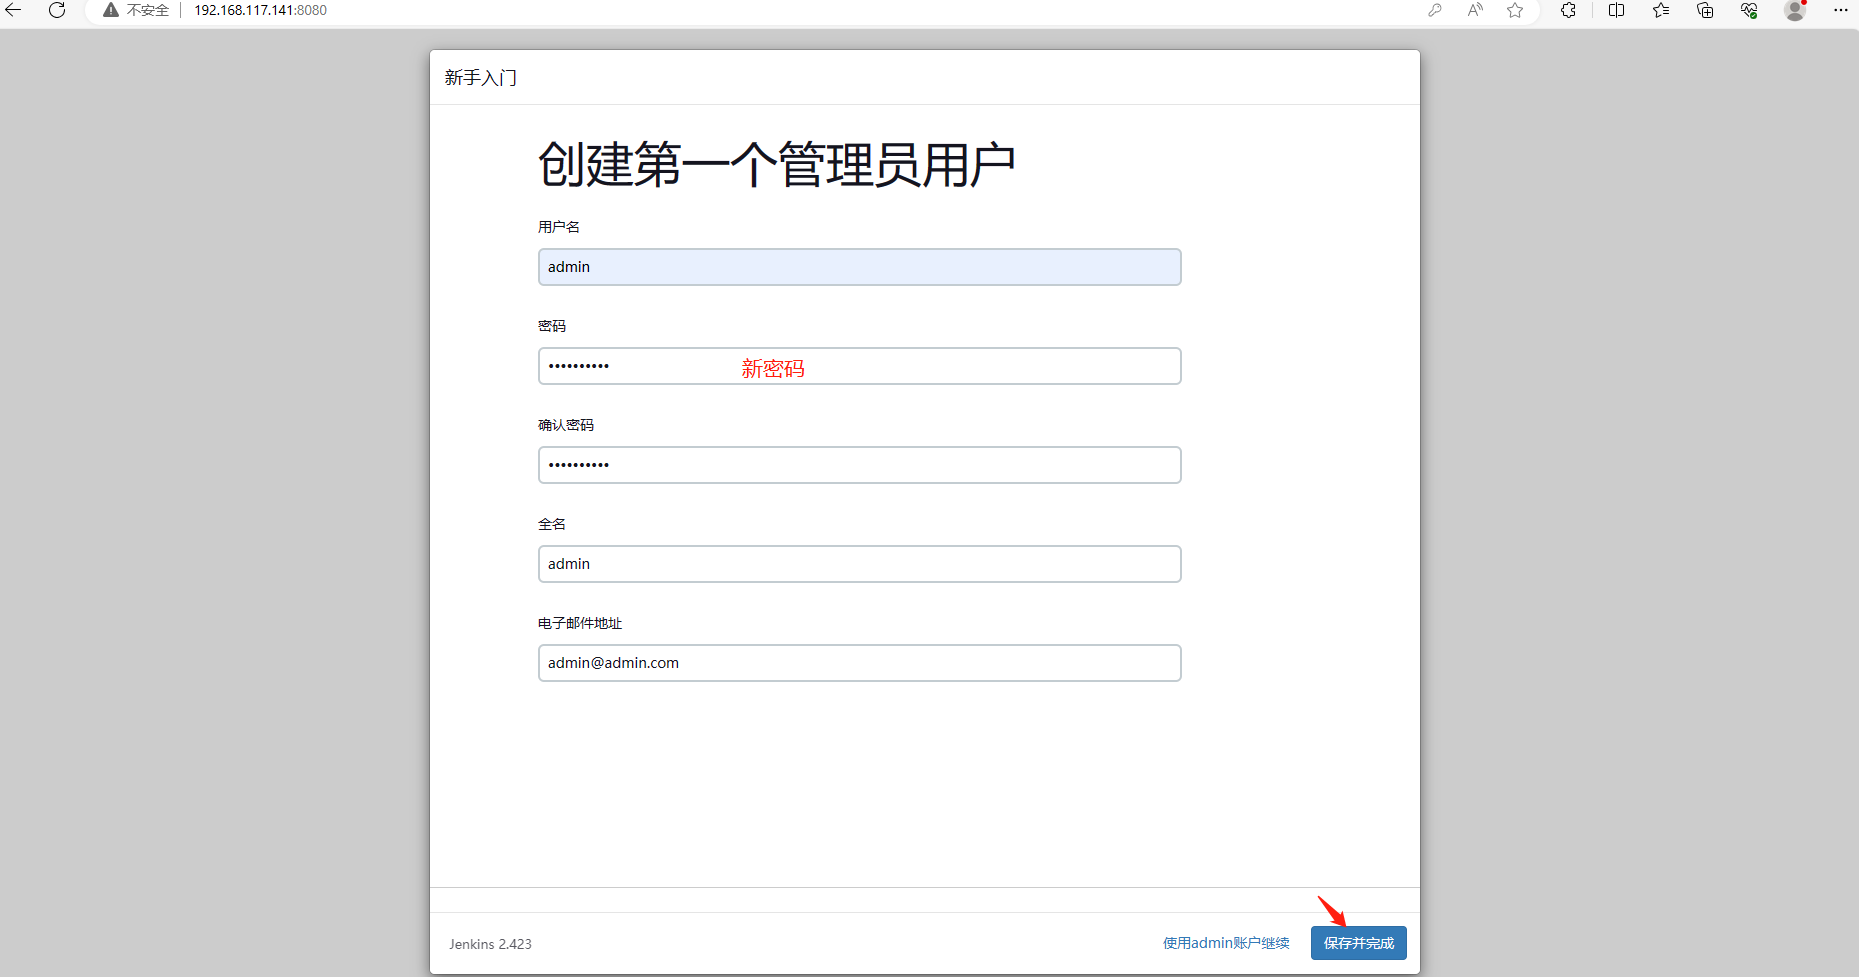 不安全 192.168.117.141:8080
新手入门
创建第一个管理员用户
用户名
admin
密码
•••••••••• 新密码
确认密码
••••••••••
全名
admin
电子邮件地址
admin@admin.com
Jenkins 2.423 使用admin账户继续 保存并完成